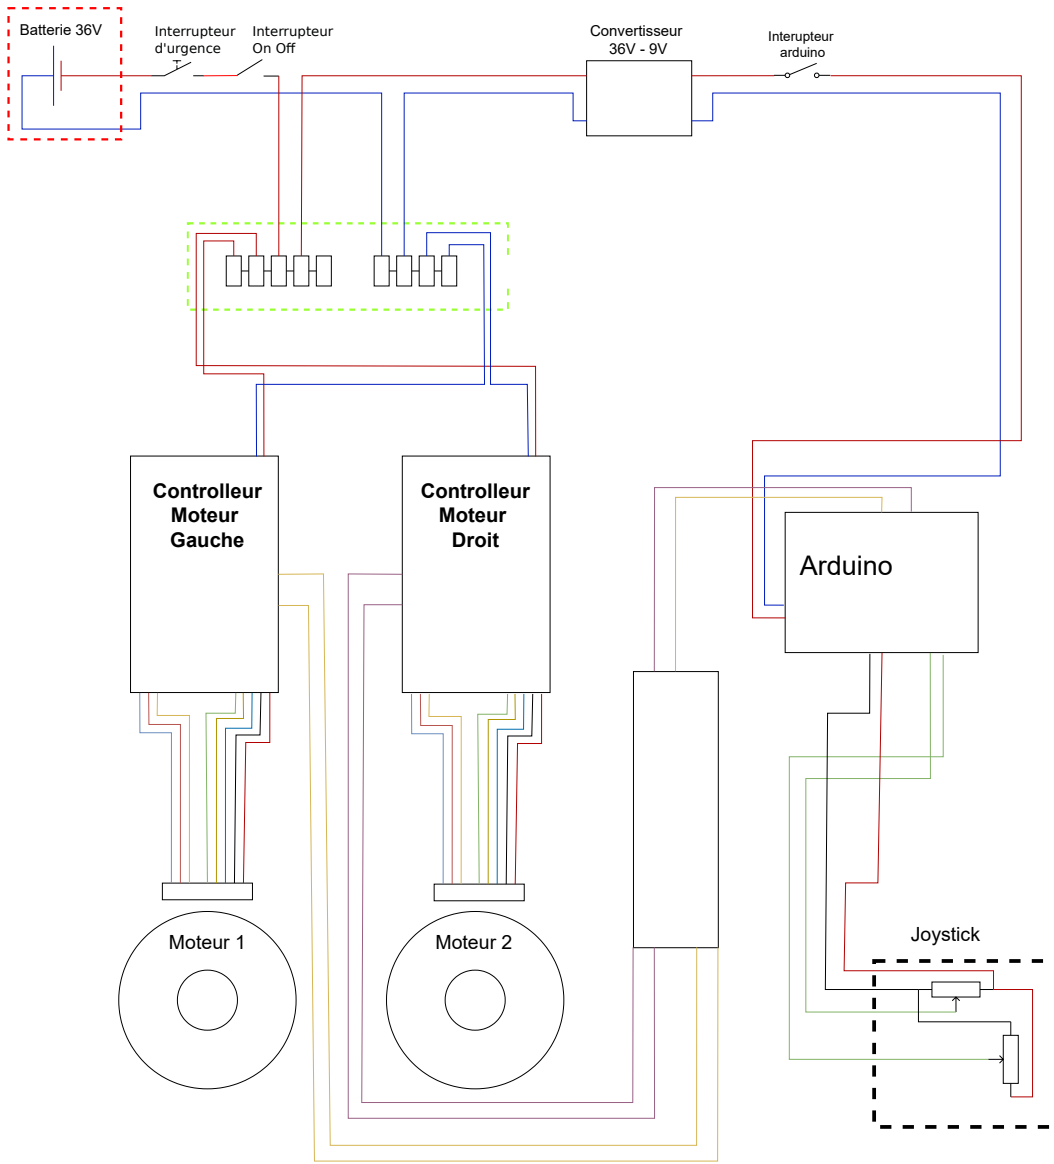 Batterie 36V
Interrupteur
d'urgence
Interrupteur
On Off
Convertisseur
36V - 9V
Interupteur
arduino
Controlleur
Moteur
Gauche
Controlleur
Moteur
Droit
Arduino
Moteur 1
Moteur 2
Joystick